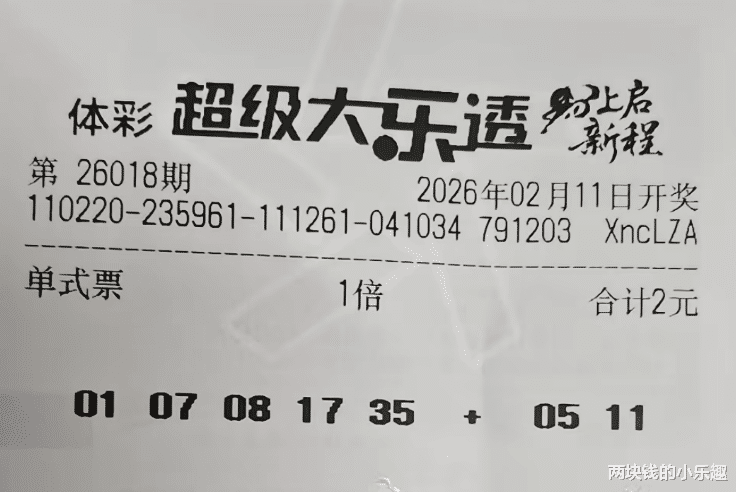 体彩 超级大乐透 马上启
新程
第 26018期 2026年02月11日开奖
110220-235961-111261-041034 791203 XncLZA
单式票 1倍 合计2元
01 07 08 17 35 + 05 11
两块钱的小乐趣